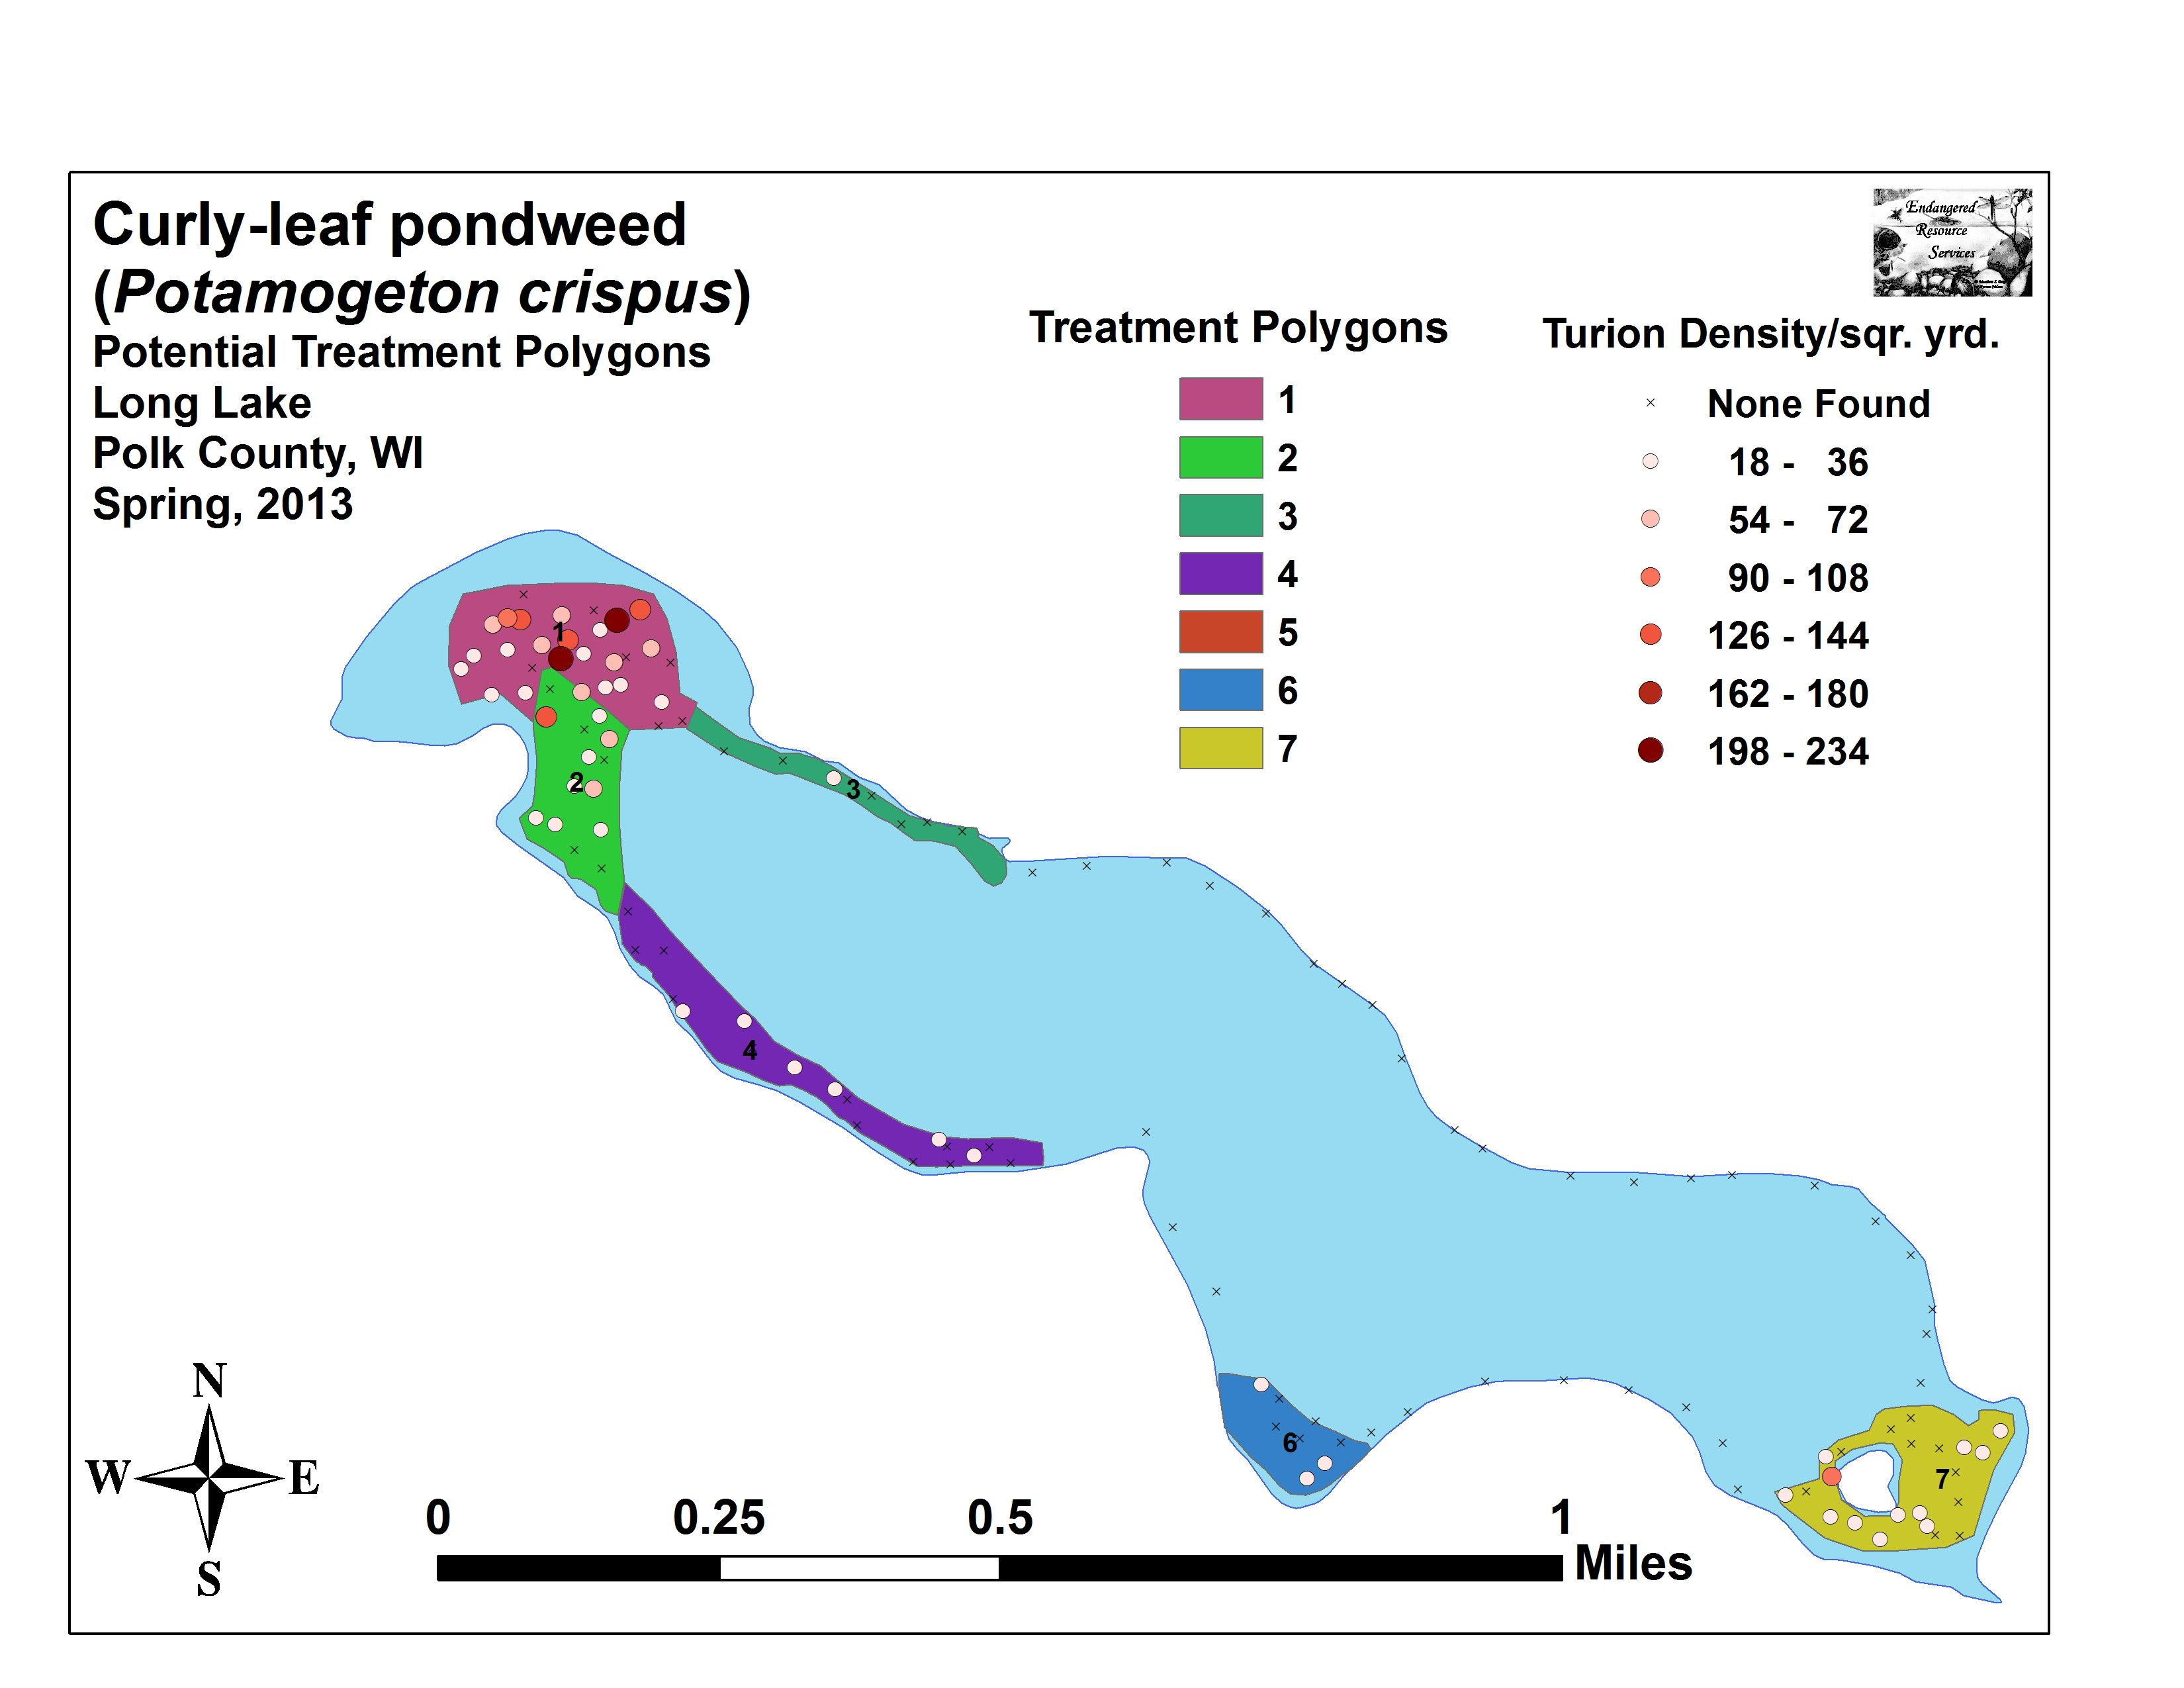 Curly-leaf pondweed
(Potamogeton crispus)
Potential Treatment Polygons
Long Lake
Polk County, WI
Spring, 2013
Endangered
Resource
Services
Treatment Polygons
1
2
3
4
5
6
7
Turion Density/sqr. yrd.
None Found
18 - 36
54 - 72
90 - 108
126 - 144
162 - 180
198 - 234
1
2
3
4
6
7
N
W E
S
0 0.25 0.5 1
Miles